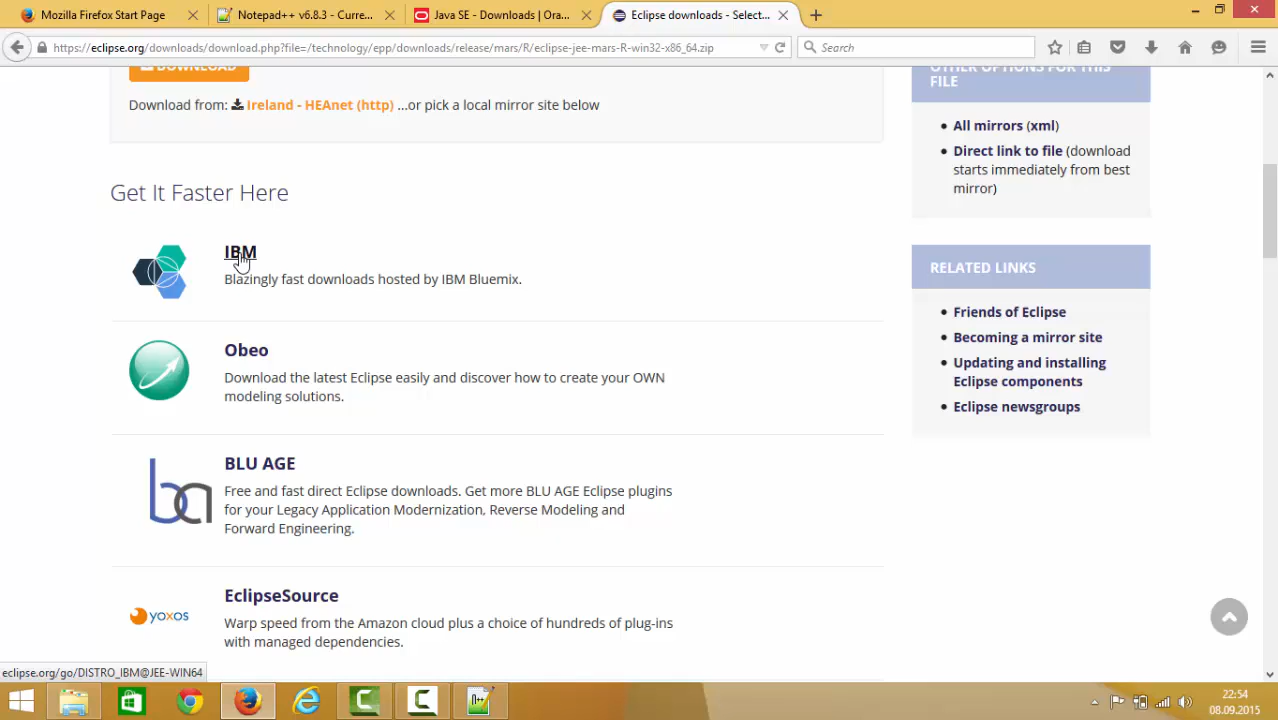 Mozilla Firefox Start Page
Notepad++ v6.8.3 - Curre...
Java SE - Downloads | Ora...
Eclipse downloads - Select...
https://eclipse.org/downloads/download.php?file=/technology/epp/downloads/release/mars/R/eclipse-jee-mars-R-win32-x86_64.zip
Search
DOWNLOAD
Download from: Ireland - HEAnet (http) ...or pick a local mirror site below
Get It Faster Here
IBM
Blazingly fast downloads hosted by IBM Bluemix.
Obeo
Download the latest Eclipse easily and discover how to create your OWN
modeling solutions.
ba
BLU AGE
Free and fast direct Eclipse downloads. Get more BLU AGE Eclipse plugins
for your Legacy Application Modernization, Reverse Modeling and
Forward Engineering.
yoxos
EclipseSource
Warp speed from the Amazon cloud plus a choice of hundreds of plug-ins
with managed dependencies.
OTHER OPTIONS FOR THIS
FILE
All mirrors (xml)
Direct link to file (download
starts immediately from best
mirror)
RELATED LINKS
Friends of Eclipse
Becoming a mirror site
Updating and installing
Eclipse components
Eclipse newsgroups
eclipse.org/go/DISTRO_IBM@JEE-WIN64
22:54
08.09.2015